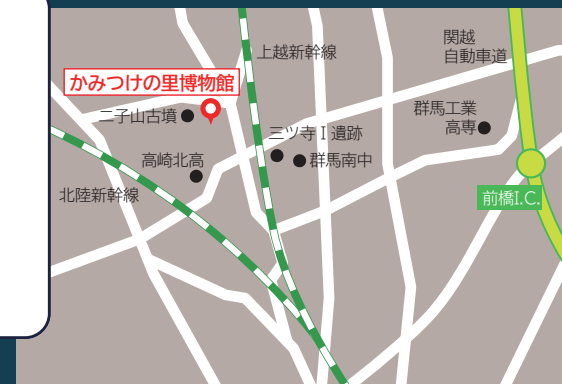 関越
自動車道
上越新幹線
かみつけの里博物館
二子山古墳
群馬工業
高専
三ツ寺Ⅰ遺跡
高崎北高
群馬南中
北陸新幹線
前橋I.C.